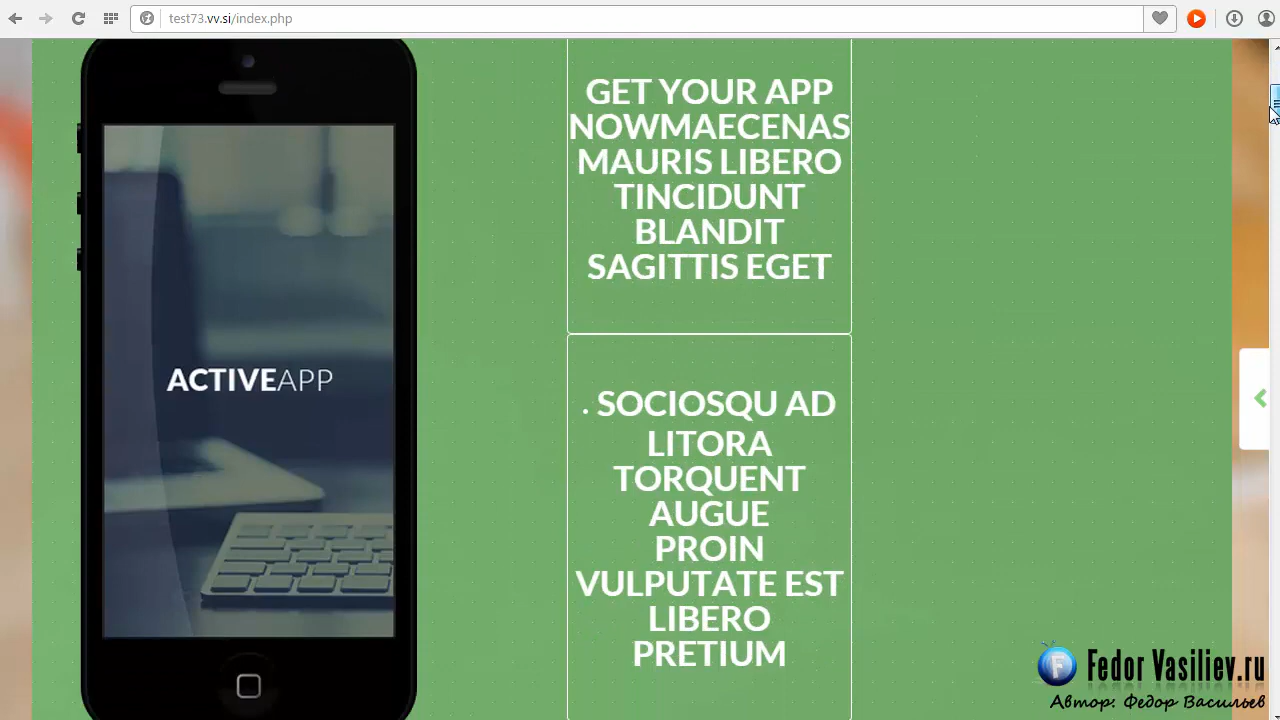 test73.vv.si/index.php
GET YOUR APP
NOWMAECENAS
MAURIS LIBERO
TINCIDUNT
BLANDIT
SAGITTIS EGET
ACTIVEAPP
. SOCIOSQU AD
LITORA
TORQUENT
AUGUE
PROIN
VULPUTATE EST
LIBERO
PRETIUM
Fedor Vasiliev.ru
Автор: Федор Васильев